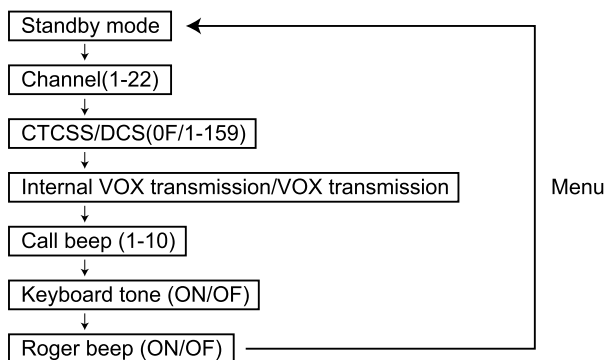 Standby mode
Channel(1-22)
CTCSS/DCS(0F/1-159)
Internal VOX transmission/VOX transmission
Menu
Call beep (1-10)
Keyboard tone (ON/OF)
Roger beep (ON/OF)